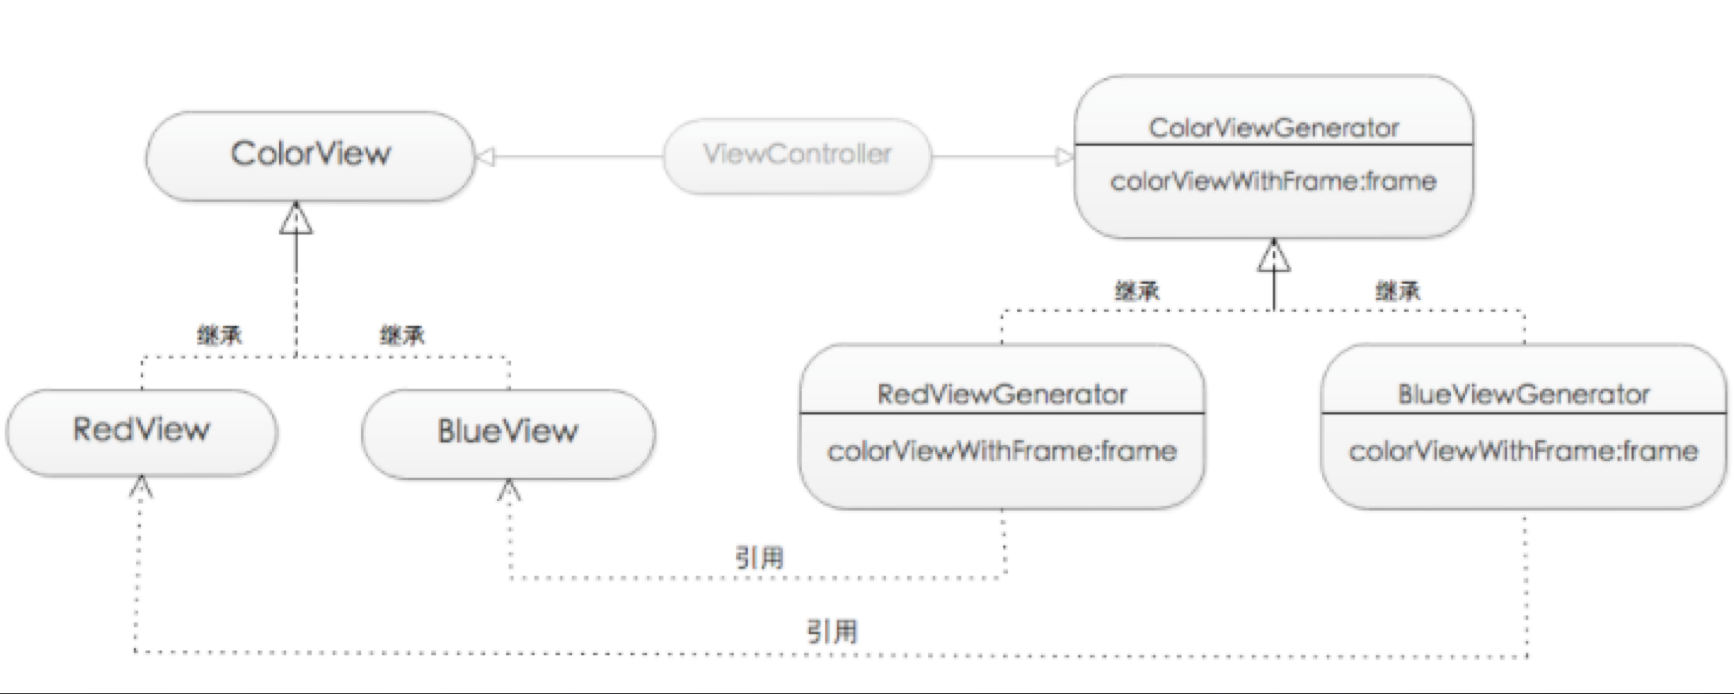 ColorView
ViewController
ColorViewGenerator
colorViewWithFrame:frame
继承
继承
继承
继承
RedView
BlueView
RedViewGenerator
colorViewWithFrame:frame
BlueViewGenerator
colorViewWithFrame:frame
引用
引用